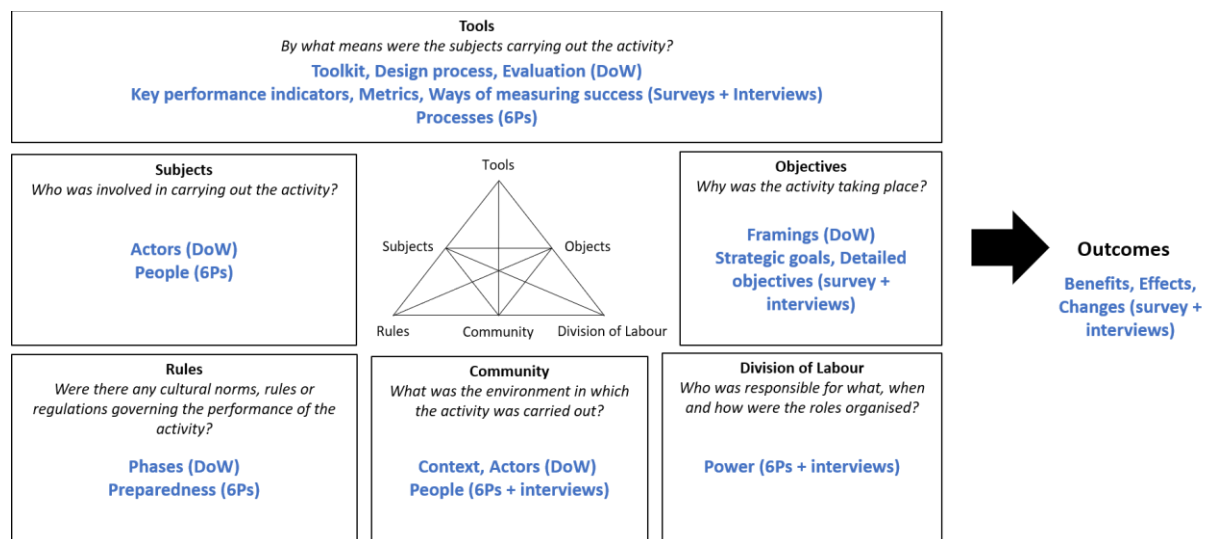 Tools
By what means were the subjects carrying out the activity?
Toolkit, Design process, Evaluation (DoW)
Key performance indicators, Metrics, Ways of measuring success (Surveys + Interviews)
Processes (6Ps)
Subjects
Who was involved in carrying out the activity?
Actors (DoW)
People (6Ps)
Tools
Subjects
Objects
Rules
Community
Division of Labour
Objectives
Why was the activity taking place?
Framings (DoW)
Strategic goals, Detailed
objectives (survey +
interviews)
Outcomes
Benefits, Effects,
Changes (survey +
interviews)
Rules
Were there any cultural norms, rules or
regulations governing the performance of the
activity?
Phases (DoW)
Preparedness (6Ps)
Community
What was the environment in which
the activity was carried out?
Context, Actors (DoW)
People (6Ps + interviews)
Division of Labour
Who was responsible for what, when
and how were the roles organised?
Power (6Ps + interviews)